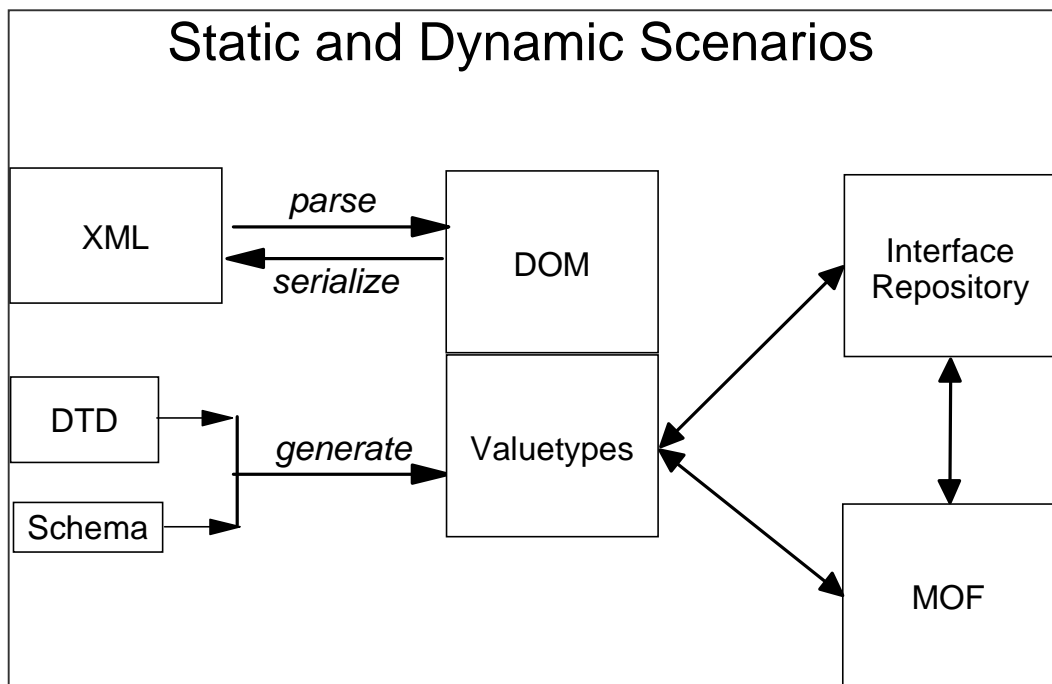 Static and Dynamic Scenarios
XML
parse
serialize
DOM
Interface
Repository
DTD
Schema
generate
Valuetypes
MOF